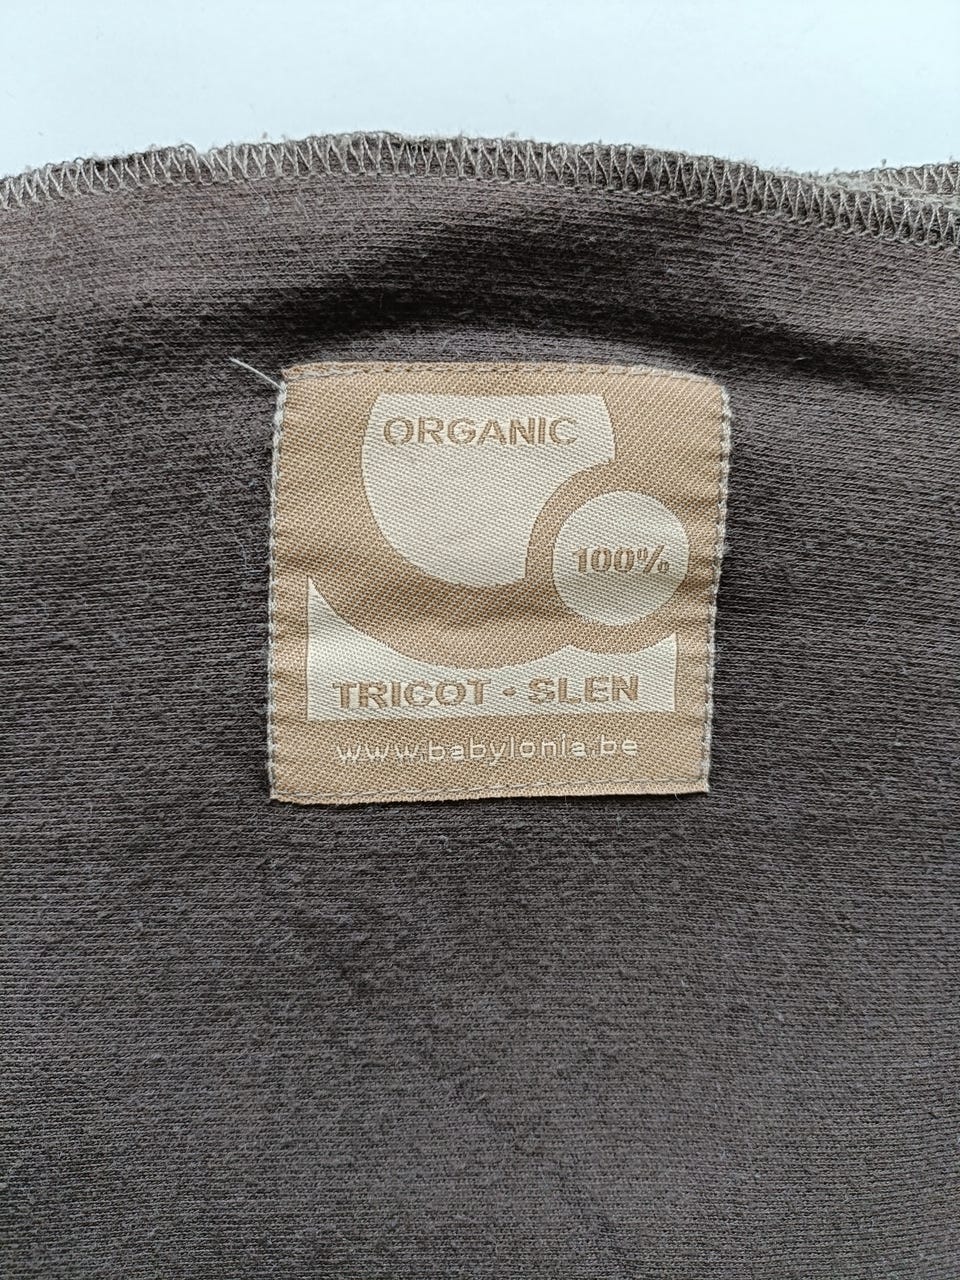 ORGANIC
100%
TRICOT - SLEN
www.babylonia.be